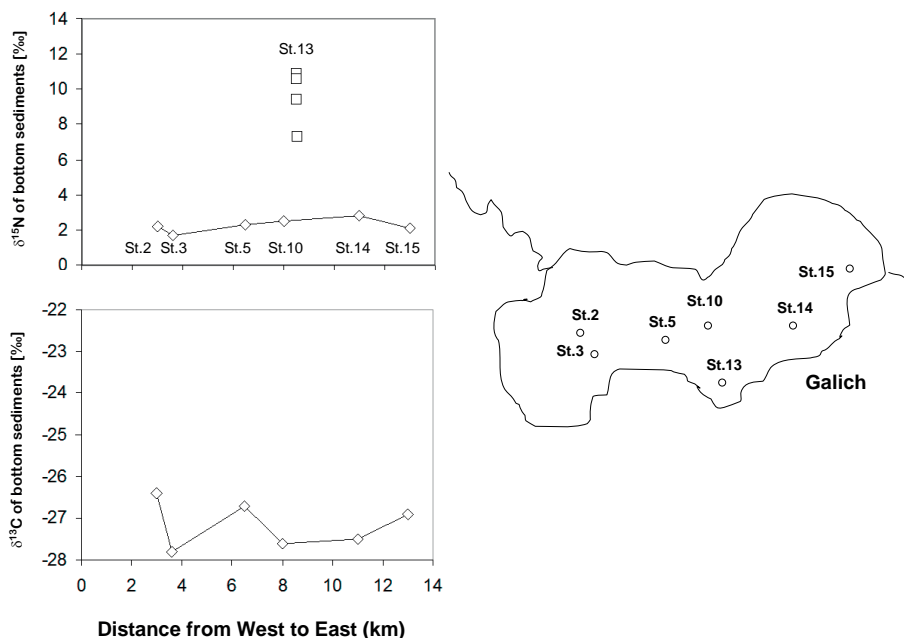 δ15N of bottom sediments [‰]
14
12
10
8
6
4
2
0
St.13
St.2 St.3 St.5 St.10 St.14 St.15
δ13C of bottom sediments [‰]
-22
-23
-24
-25
-26
-27
-28
0 2 4 6 8 10 12 14
Distance from West to East (km)
St.15
St.10
St.2
St.14
St.5
St.3
St.13
Galich